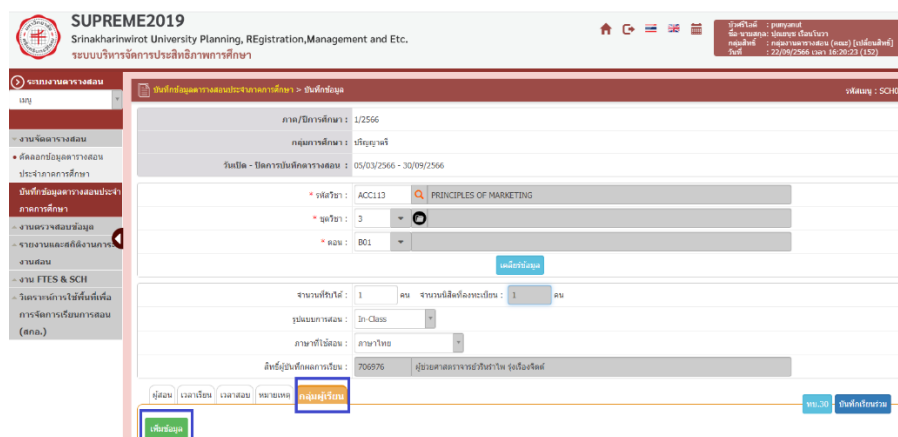 SUPREME2019
Srinakharinwirot University Planning, REgistration,Management and Etc.
ระบบบริหารจัดการประสิทธิภาพการศึกษา
บัวศรีไอดี : punyanut
ชื่อ-นามสกุล:
กลุ่มสิทธิ์ : กลุ่มงานตารางสอน (คณะ) [เปลี่ยนสิทธิ์]
วันที่ : 22/09/2566 เวลา 16:20:23 (152)
ระบบงานตารางสอน
เมนู
งานจัดตารางสอน
คัดลอกข้อมูลตารางสอน
ประจำภาคการศึกษา
บันทึกข้อมูลตารางสอนประจำ
ภาคการศึกษา
งานตรวจสอบข้อมูล
รายงานและสถิติงานการ
งานสอน
งาน FTES & SCH
วิเคราะห์การใช้พื้นที่เพื่อ
การจัดการเรียนการสอน
(สกอ.)
บันทึกข้อมูลตารางสอนประจำภาคการศึกษา > บันทึกข้อมูล
รหัสเมนู : SCH0
ภาค/ปีการศึกษา : 1/2566
กลุ่มการศึกษา : ปริญญาตรี
วันเปิด - ปิดการบันทึกตารางสอน : 05/03/2566 - 30/09/2566
* รหัสวิชา : ACC113 PRINCIPLES OF MARKETING
* ชุดวิชา : 3
* ตอน : B01
เคลียร์ข้อมูล
จำนวนที่รับได้ : 1 คน จำนวนนิสิตที่ลงทะเบียน : 1 คน
รูปแบบการสอน : In-Class
ภาษาที่ใช้สอน : ภาษาไทย
สิทธิ์ผู้บันทึกผลการเรียน : 706976 ผู้ช่วยศาสตราจารย์วรินรำไพ รุ่งเรืองจิตต์
ผู้สอน เวลาเรียน เวลาสอบ หมายเหตุ กลุ่มผู้เรียน
ทบ.30 บันทึกเรียนร่วม
เพิ่มข้อมูล